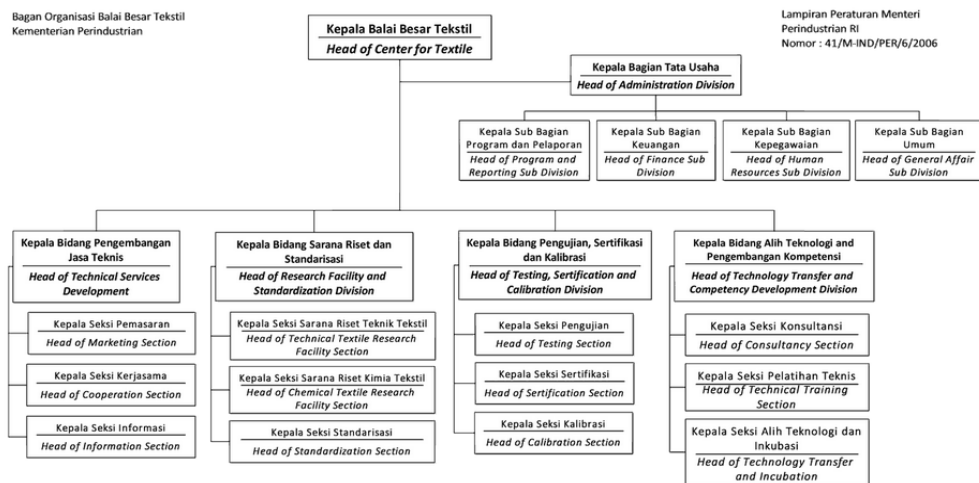 Bagan Organisasi Balai Besar Tekstil
Kementerian Perindustrian
Lampiran Peraturan Menteri
Perindustrian RI
Nomor : 41/M-IND/PER/6/2006
Kepala Balai Besar Tekstil
Head of Center for Textile
Kepala Bagian Tata Usaha
Head of Administration Division
Kepala Sub Bagian
Program dan Pelaporan
Head of Program and
Reporting Sub Division
Kepala Sub Bagian
Keuangan
Head of Finance Sub
Division
Kepala Sub Bagian
Kepegawaian
Head of Human
Resources Sub Division
Kepala Sub Bagian
Umum
Head of General Affair
Sub Division
Kepala Bidang Pengembangan
Jasa Teknis
Head of Technical Services
Development
Kepala Seksi Pemasaran
Head of Marketing Section
Kepala Seksi Kerjasama
Head of Cooperation Section
Kepala Seksi Informasi
Head of Information Section
Kepala Bidang Sarana Riset dan
Standarisasi
Head of Research Facility and
Standardization Division
Kepala Seksi Sarana Riset Teknik Tekstil
Head of Technical Textile Research
Facility Section
Kepala Seksi Sarana Riset Kimia Tekstil
Head of Chemical Textile Research
Facility Section
Kepala Seksi Standarisasi
Head of Standardization Section
Kepala Bidang Pengujian, Sertifikasi
dan Kalibrasi
Head of Testing, Sertification and
Calibration Division
Kepala Seksi Pengujian
Head of Testing Section
Kepala Seksi Sertifikasi
Head of Sertification Section
Kepala Seksi Kalibrasi
Head of Calibration Section
Kepala Bidang Alih Teknologi and
Pengembangan Kompetensi
Head of Technology Transfer and
Competency Development Division
Kepala Seksi Konsultansi
Head of Consultancy Section
Kepala Seksi Pelatihan Teknis
Head of Technical Training
Section
Kepala Seksi Alih Teknologi dan
Inkubasi
Head of Technology Transfer
and Incubation